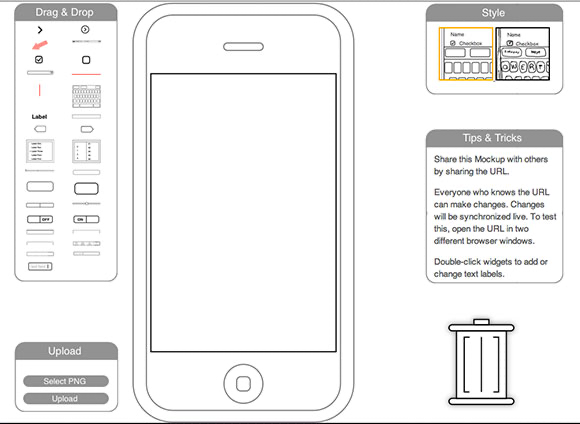 Drag & Drop
Label
OFF
ON
Upload
Select PNG
Upload
Style
Name
Checkbox
Name
Checkbox
Tips & Tricks
Share this Mockup with others
by sharing the URL.
Everyone who knows the URL
can make changes. Changes
will be synchronized live. To test
this, open the URL in two
different browser windows.
Double-click widgets to add or
change text labels.